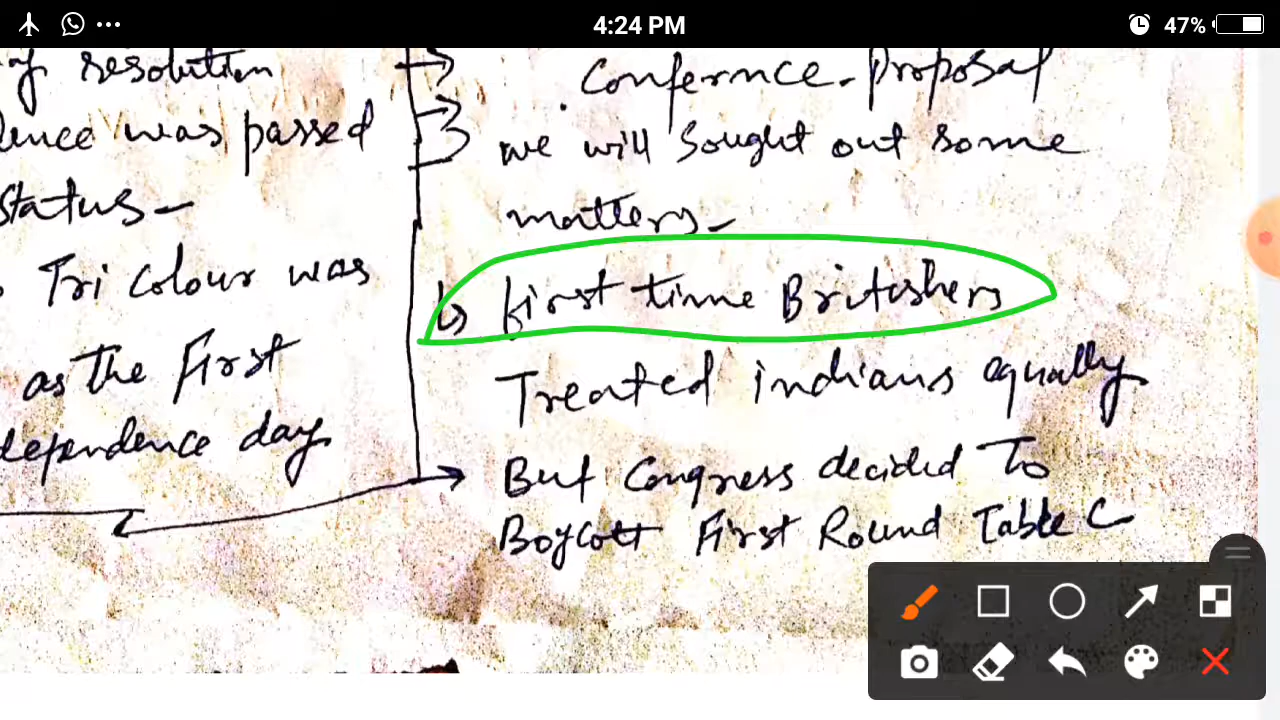 4:24 PM
47%
of resolution
dence was passed
status-
Tri colour was
as the First
dependence day
Confernce-Proposal
we will Sought out some
matters-
First time Britishers
Treated indians equally
But Congress decided To
Boycott First Round Table C